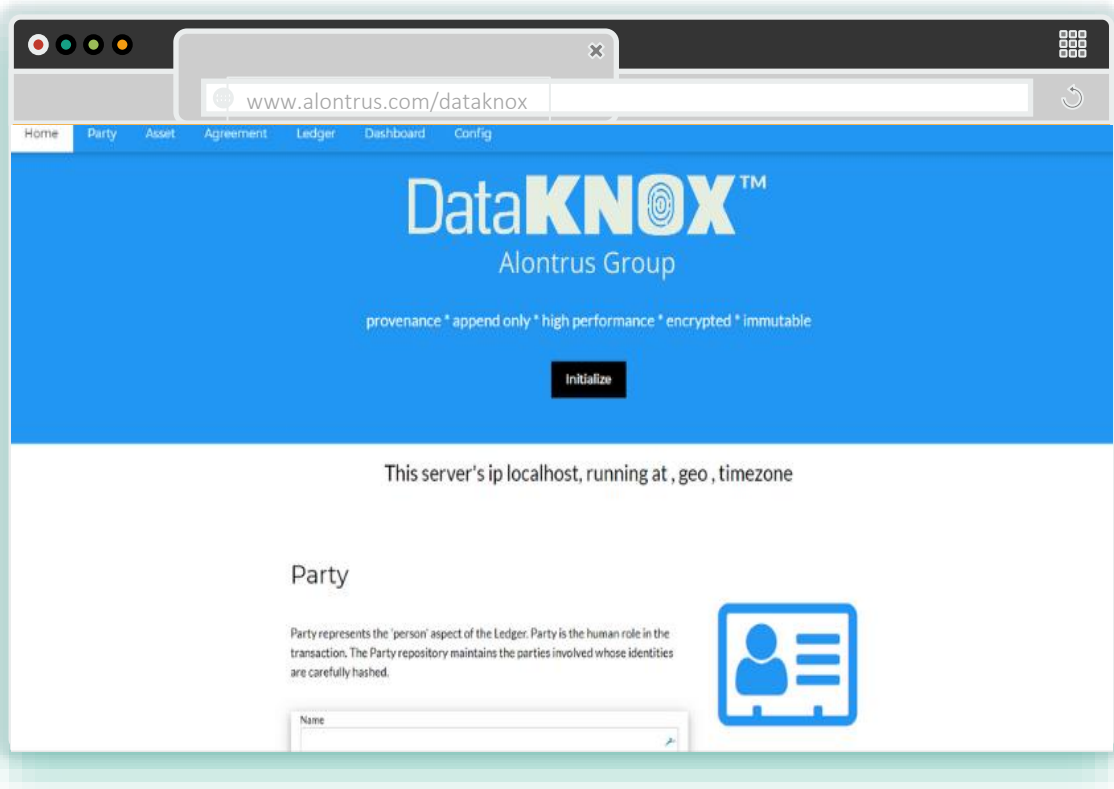 www.alontrus.com/dataknox
Home Party Asset Agreement Ledger Dashboard Config
DataKNOX™
Alontrus Group
provenance * append only * high performance * encrypted * immutable
Initialize
This server's ip localhost, running at , geo , timezone
Party
Party represents the 'person' aspect of the Ledger. Party is the human role in the
transaction. The Party repository maintains the parties involved whose identities
are carefully hashed.
Name